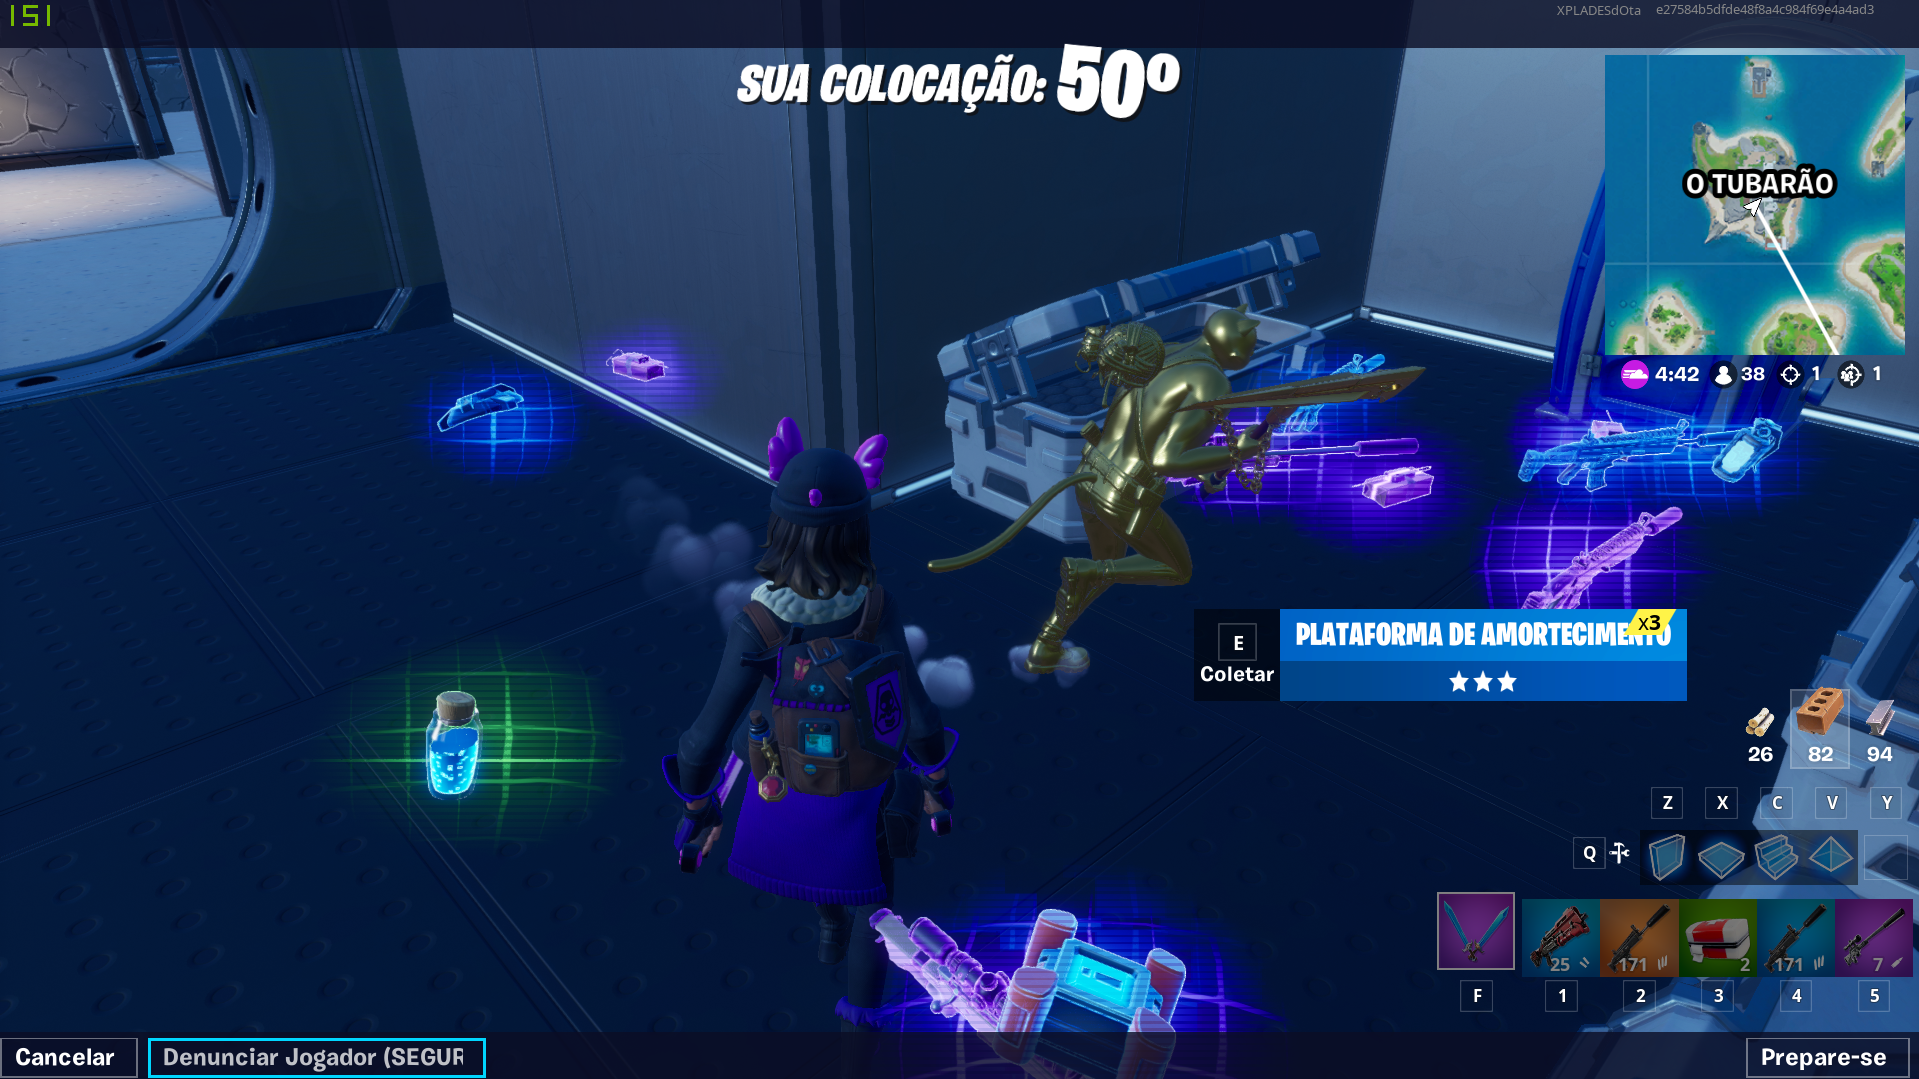 151
XPLADESdOta e27584b5dfde48f8a4c984f69e4a4ad3
SUA COLOCAÇÃO: 50º
O TUBARÃO
4:42 38 1 1
E
Coletar
PLATAFORMA DE AMORTECIMENTO
x3
26 82 94
Z X C V Y
Q
25 171 2 171 7
F 1 2 3 4 5
Cancelar
Denunciar Jogador (SEGUR
Prepare-se